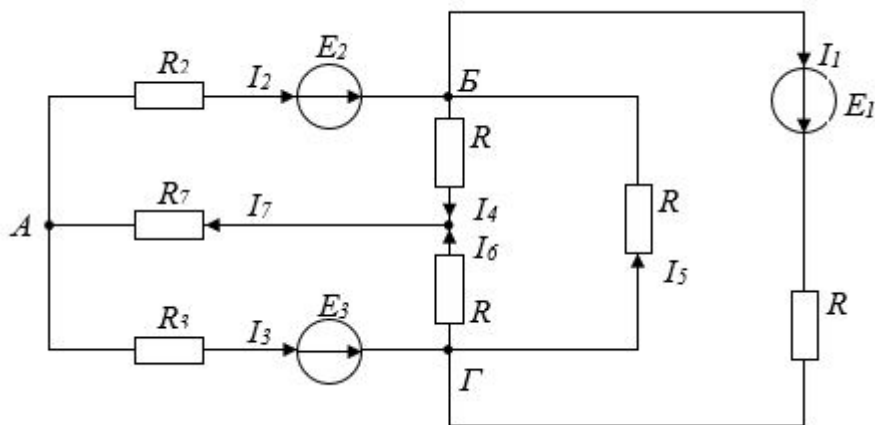 R2 I2 E2 Б I1
E1
R
R7 I7 I4 R
А
I6 I5
R3 I3 E3 R R
Г